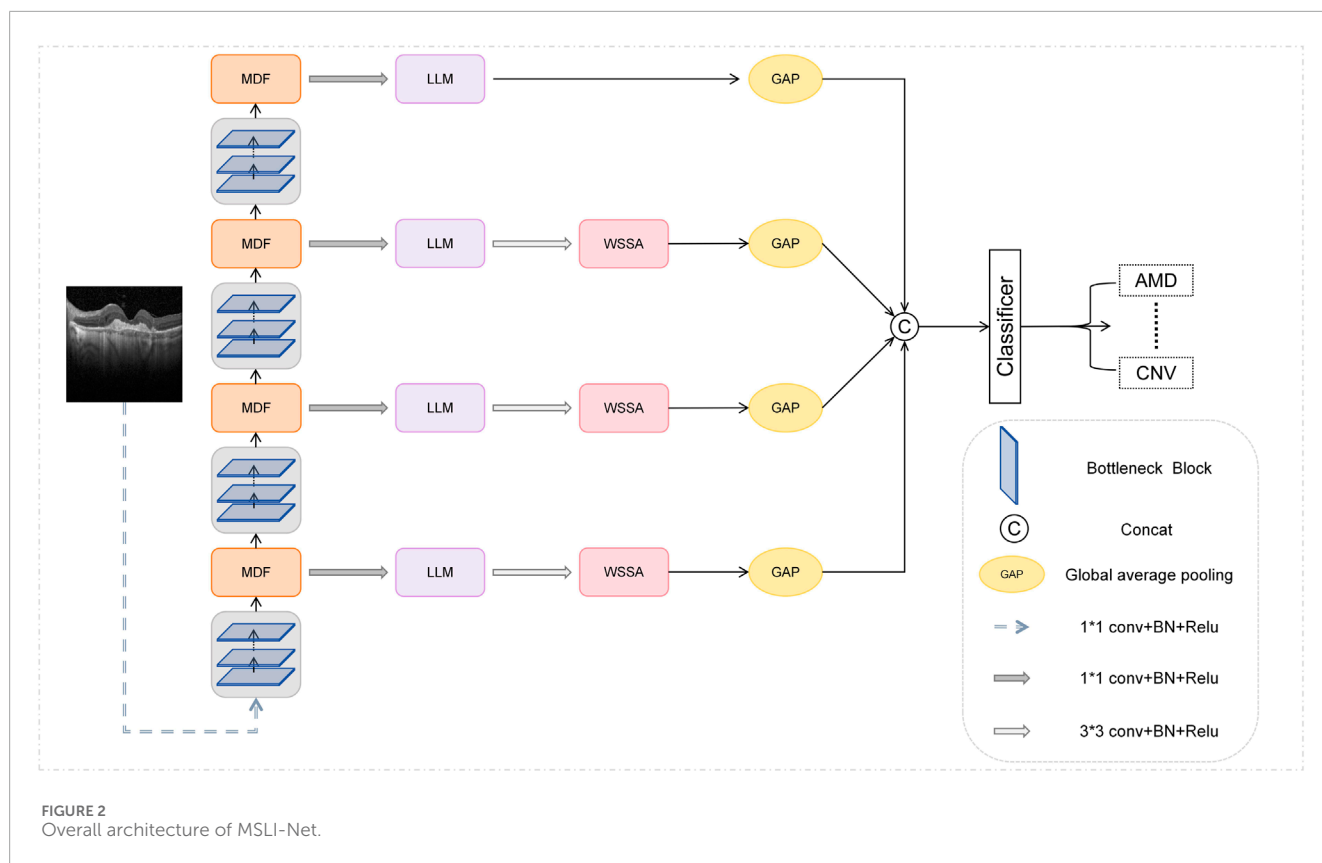 MDF
LLM
GAP
MDF
LLM
WSSA
GAP
MDF
LLM
WSSA
GAP
MDF
LLM
WSSA
GAP
C
Classificer
AMD
CNV
Bottleneck Block
C
Concat
GAP
Global average pooling
1*1 conv+BN+Relu
1*1 conv+BN+Relu
3*3 conv+BN+Relu
FIGURE 2
Overall architecture of MSLI-Net.